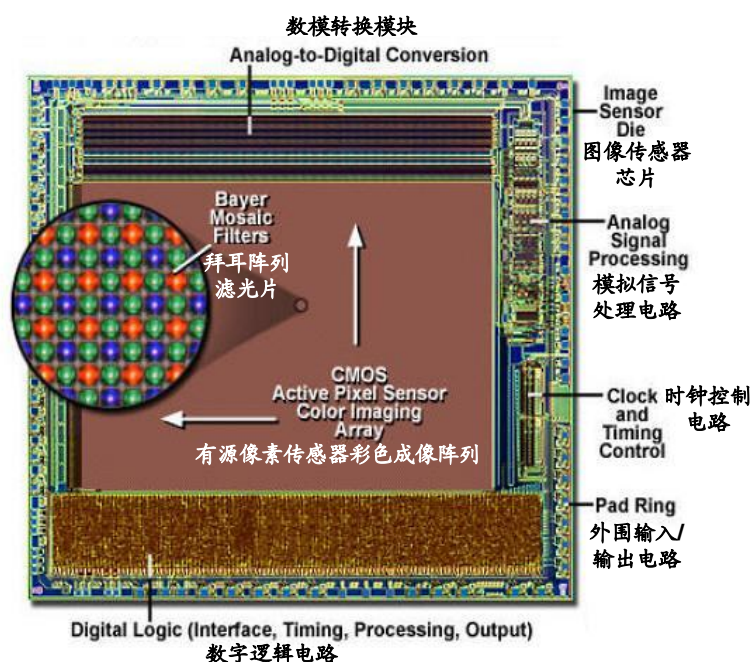 数模转换模块
Analog-to-Digital Conversion
Image
Sensor
Die
图像传感器
芯片
Bayer
Mosaic
Filters
拜耳阵列
滤光片
Analog
Signal
Processing
模拟信号
处理电路
CMOS
Active Pixel Sensor
Color Imaging
Array
有源像素传感器彩色成像阵列
Clock
and
Timing
Control
时钟控制
电路
Pad Ring
外围输入/
输出电路
Digital Logic (Interface, Timing, Processing, Output)
数字逻辑电路